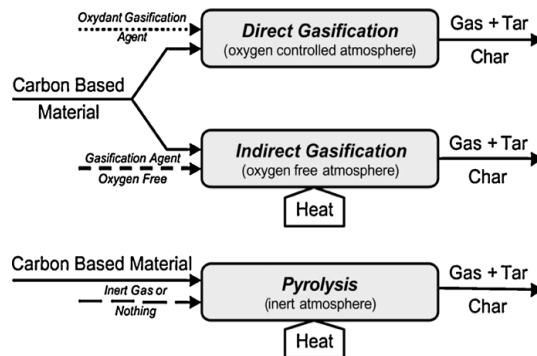 Oxydant Gasification
Agent
Direct Gasification
(oxygen controlled atmosphere)
Gas + Tar
Char
Carbon Based
Material
Gasification Agent
Oxygen Free
Indirect Gasification
(oxygen free atmosphere)
Gas + Tar
Char
Heat
Carbon Based Material
Inert Gas or
Nothing
Pyrolysis
(inert atmosphere)
Gas + Tar
Char
Heat